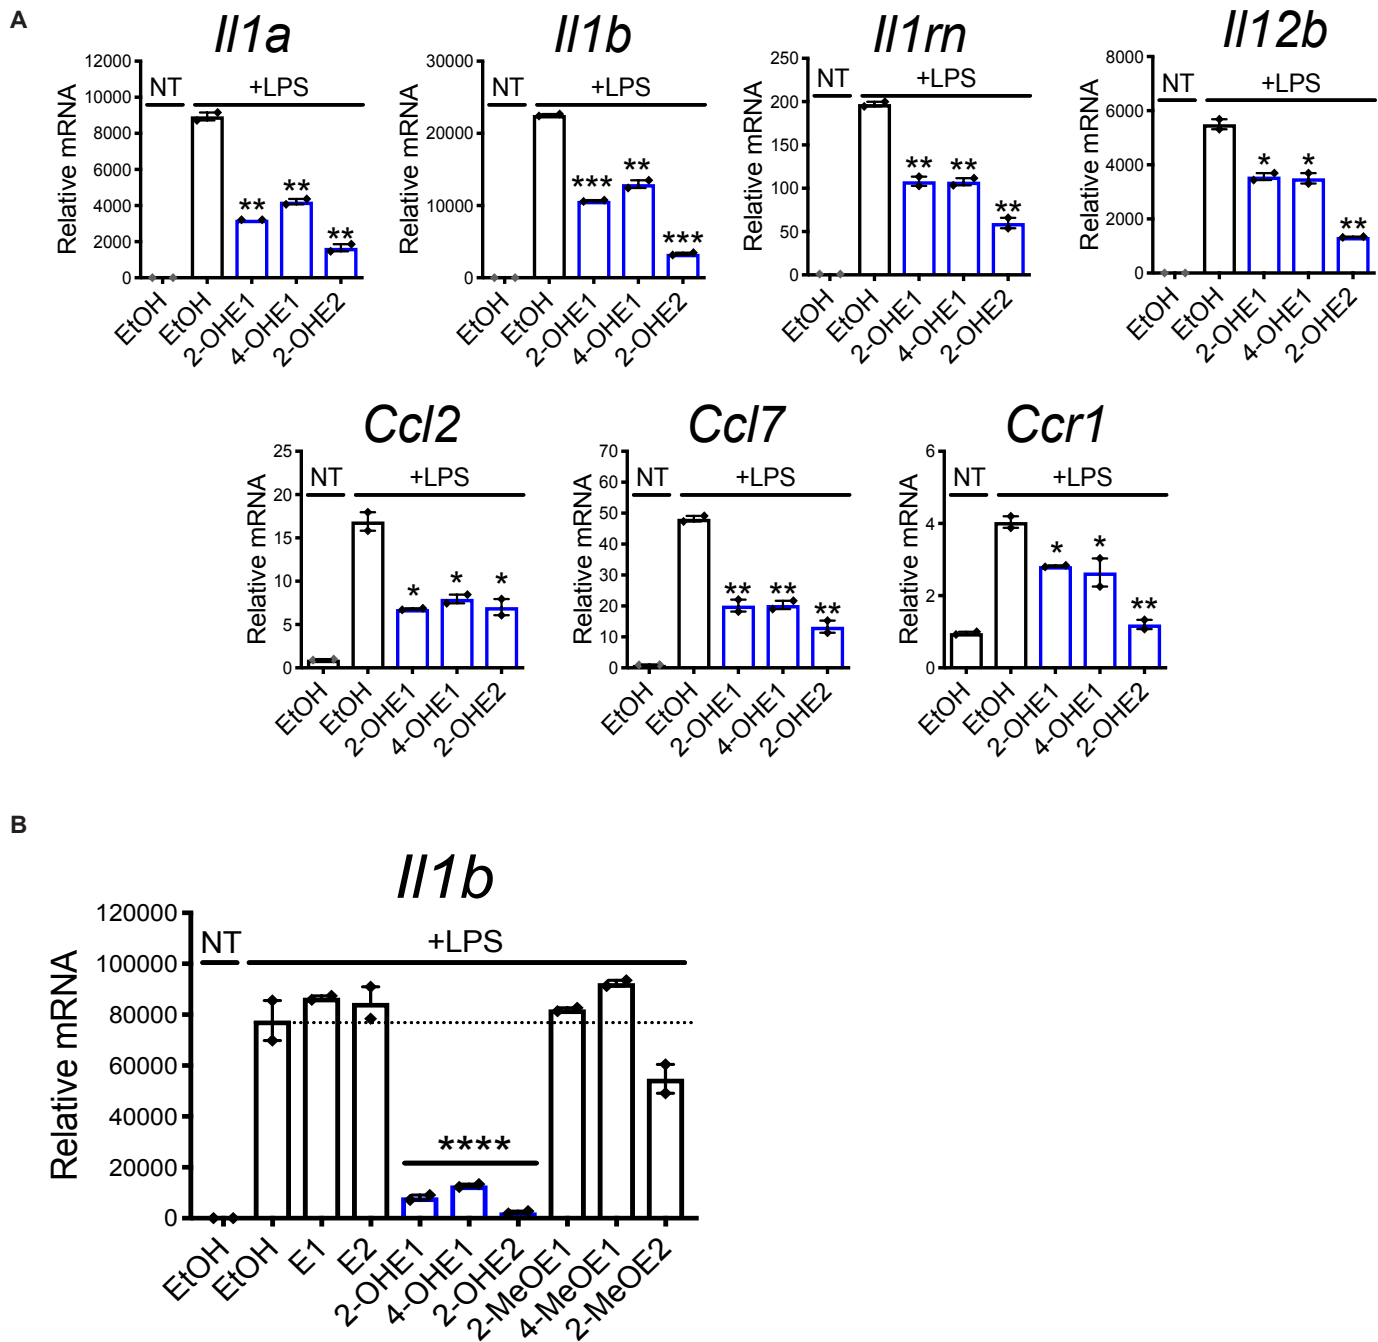 A
Il1a
Relative mRNA
12000
10000
8000
6000
4000
2000
0
NT
+LPS
**
**
**
EtOH
EtOH
2-OHE1
4-OHE1
2-OHE2
Il1b
Relative mRNA
30000
20000
10000
0
NT
+LPS
***
**
***
EtOH
EtOH
2-OHE1
4-OHE1
2-OHE2
Il1rn
Relative mRNA
250
200
150
100
50
0
NT
+LPS
**
**
**
EtOH
EtOH
2-OHE1
4-OHE1
2-OHE2
Il12b
Relative mRNA
8000
6000
4000
2000
0
NT
+LPS
*
*
**
EtOH
EtOH
2-OHE1
4-OHE1
2-OHE2
Ccl2
Relative mRNA
25
20
15
10
5
0
NT
+LPS
*
*
*
EtOH
EtOH
2-OHE1
4-OHE1
2-OHE2
Ccl7
Relative mRNA
70
60
50
40
30
20
10
0
NT
+LPS
**
**
**
EtOH
EtOH
2-OHE1
4-OHE1
2-OHE2
Ccr1
Relative mRNA
6
4
2
0
NT
+LPS
*
*
**
EtOH
EtOH
2-OHE1
4-OHE1
2-OHE2
B
Il1b
Relative mRNA
120000
100000
80000
60000
40000
20000
0
NT
+LPS
****
EtOH
EtOH
E1
E2
2-OHE1
4-OHE1
2-OHE2
2-MeOE1
4-MeOE1
2-MeOE2